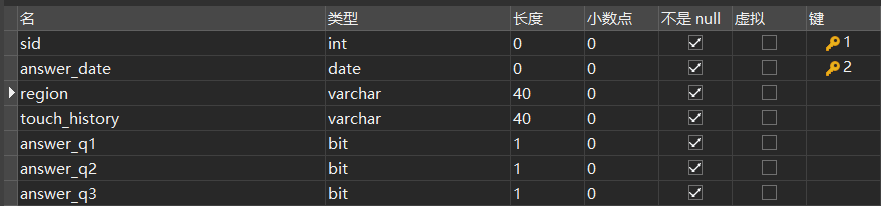 名 类型 长度 小数点 不是 null 虚拟 键
sid int 0 0 1
answer_date date 0 0 2
region varchar 40 0
touch_history varchar 40 0
answer_q1 bit 1 0
answer_q2 bit 1 0
answer_q3 bit 1 0